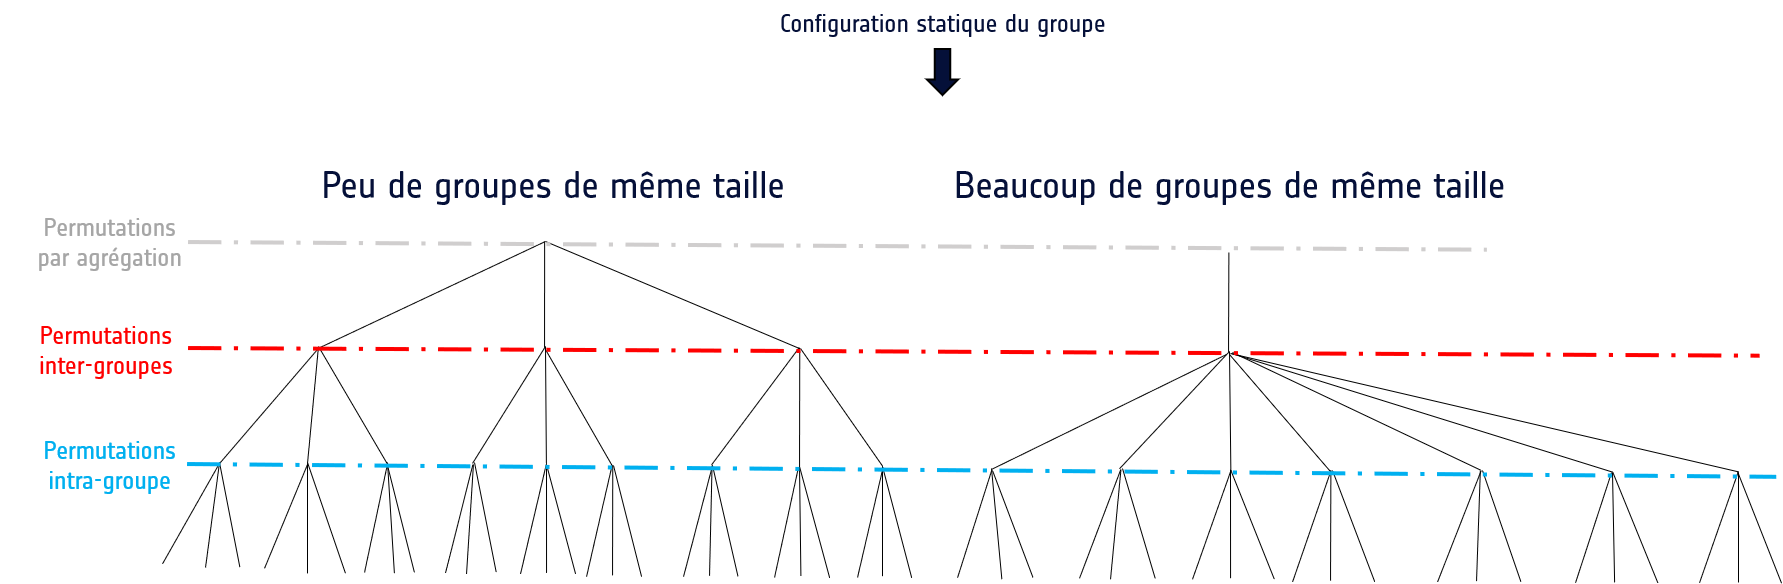 Configuration statique du groupe
Peu de groupes de même taille
Beaucoup de groupes de même taille
Permutations
par agrégation
Permutations
inter-groupes
Permutations
intra-groupe